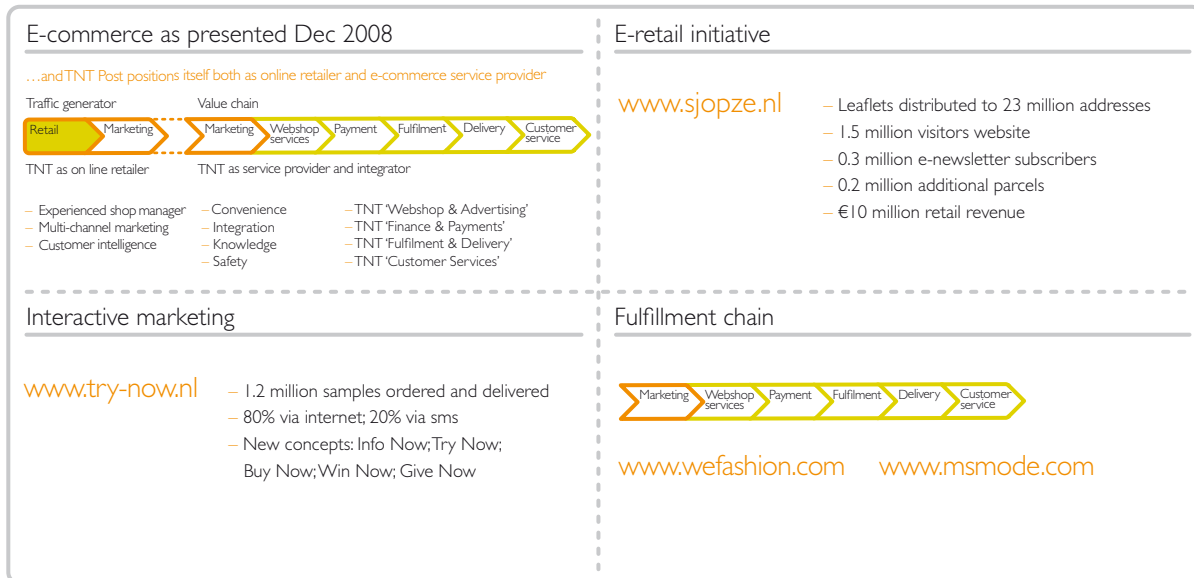 E-commerce as presented Dec 2008
…and TNT Post positions itself both as online retailer and e-commerce service provider
Traffic generator
Value chain
Retail
Marketing
Marketing
Webshop services
Payment
Fulfilment
Delivery
Customer service
TNT as on line retailer
TNT as service provider and integrator
– Experienced shop manager
– Multi-channel marketing
– Customer intelligence
– Convenience
– Integration
– Knowledge
– Safety
– TNT ‘Webshop & Advertising’
– TNT ‘Finance & Payments’
– TNT ‘Fulfilment & Delivery’
– TNT ‘Customer Services’
E-retail initiative
www.sjopze.nl
– Leaflets distributed to 23 million addresses
– 1.5 million visitors website
– 0.3 million e-newsletter subscribers
– 0.2 million additional parcels
– €10 million retail revenue
Interactive marketing
www.try-now.nl
– 1.2 million samples ordered and delivered
– 80% via internet; 20% via sms
– New concepts: Info Now; Try Now;
Buy Now; Win Now; Give Now
Fulfillment chain
Marketing
Webshop services
Payment
Fulfilment
Delivery
Customer service
www.wefashion.com
www.msmode.com